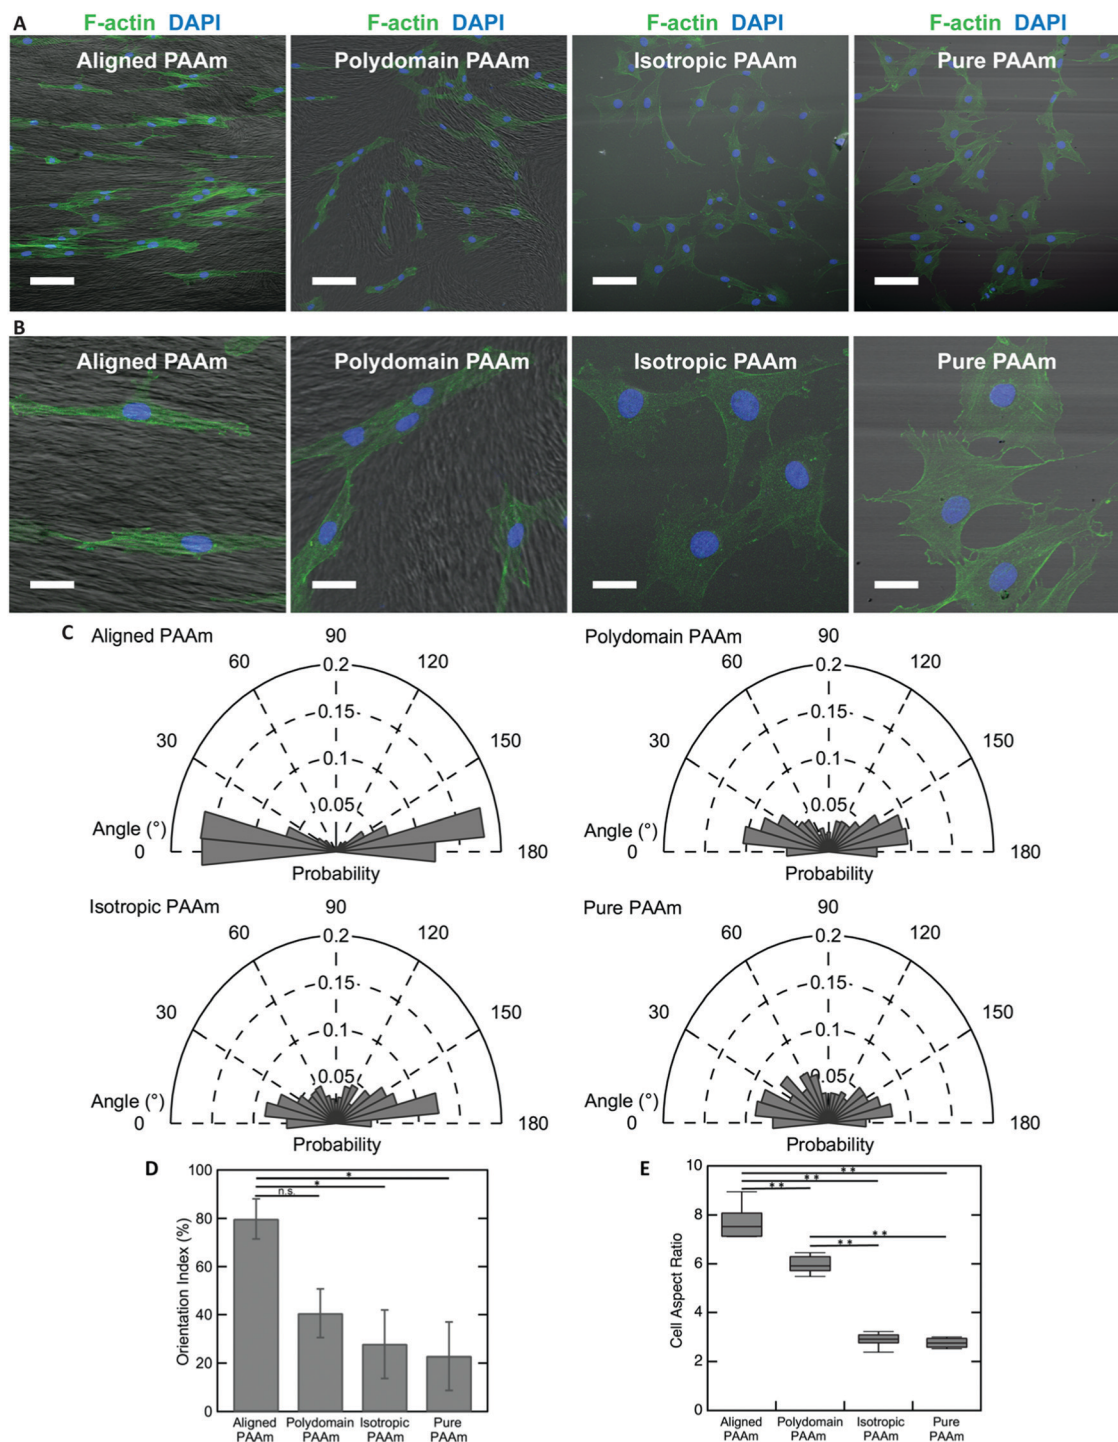 A
F-actin DAPI
F-actin DAPI
F-actin DAPI
F-actin DAPI
Aligned PAAm
Polydomain PAAm
Isotropic PAAm
Pure PAAm
B
Aligned PAAm
Polydomain PAAm
Isotropic PAAm
Pure PAAm
C
Aligned PAAm
90
60
120
0.2
0.15
30
150
0.1
0.05
Angle (°)
0
180
Probability
Polydomain PAAm
90
60
120
0.2
0.15
30
150
0.1
0.05
Angle (°)
0
180
Probability
Isotropic PAAm
90
60
120
0.2
0.15
30
150
0.1
0.05
Angle (°)
0
180
Probability
Pure PAAm
90
60
120
0.2
0.15
30
150
0.1
0.05
Angle (°)
0
180
Probability
D
100
80
60
40
20
0
Orientation Index (%)
*
*
n.s.
Aligned PAAm
Polydomain PAAm
Isotropic PAAm
Pure PAAm
E
10
8
6
4
2
0
Cell Aspect Ratio
**
**
**
**
**
Aligned PAAm
Polydomain PAAm
Isotropic PAAm
Pure PAAm